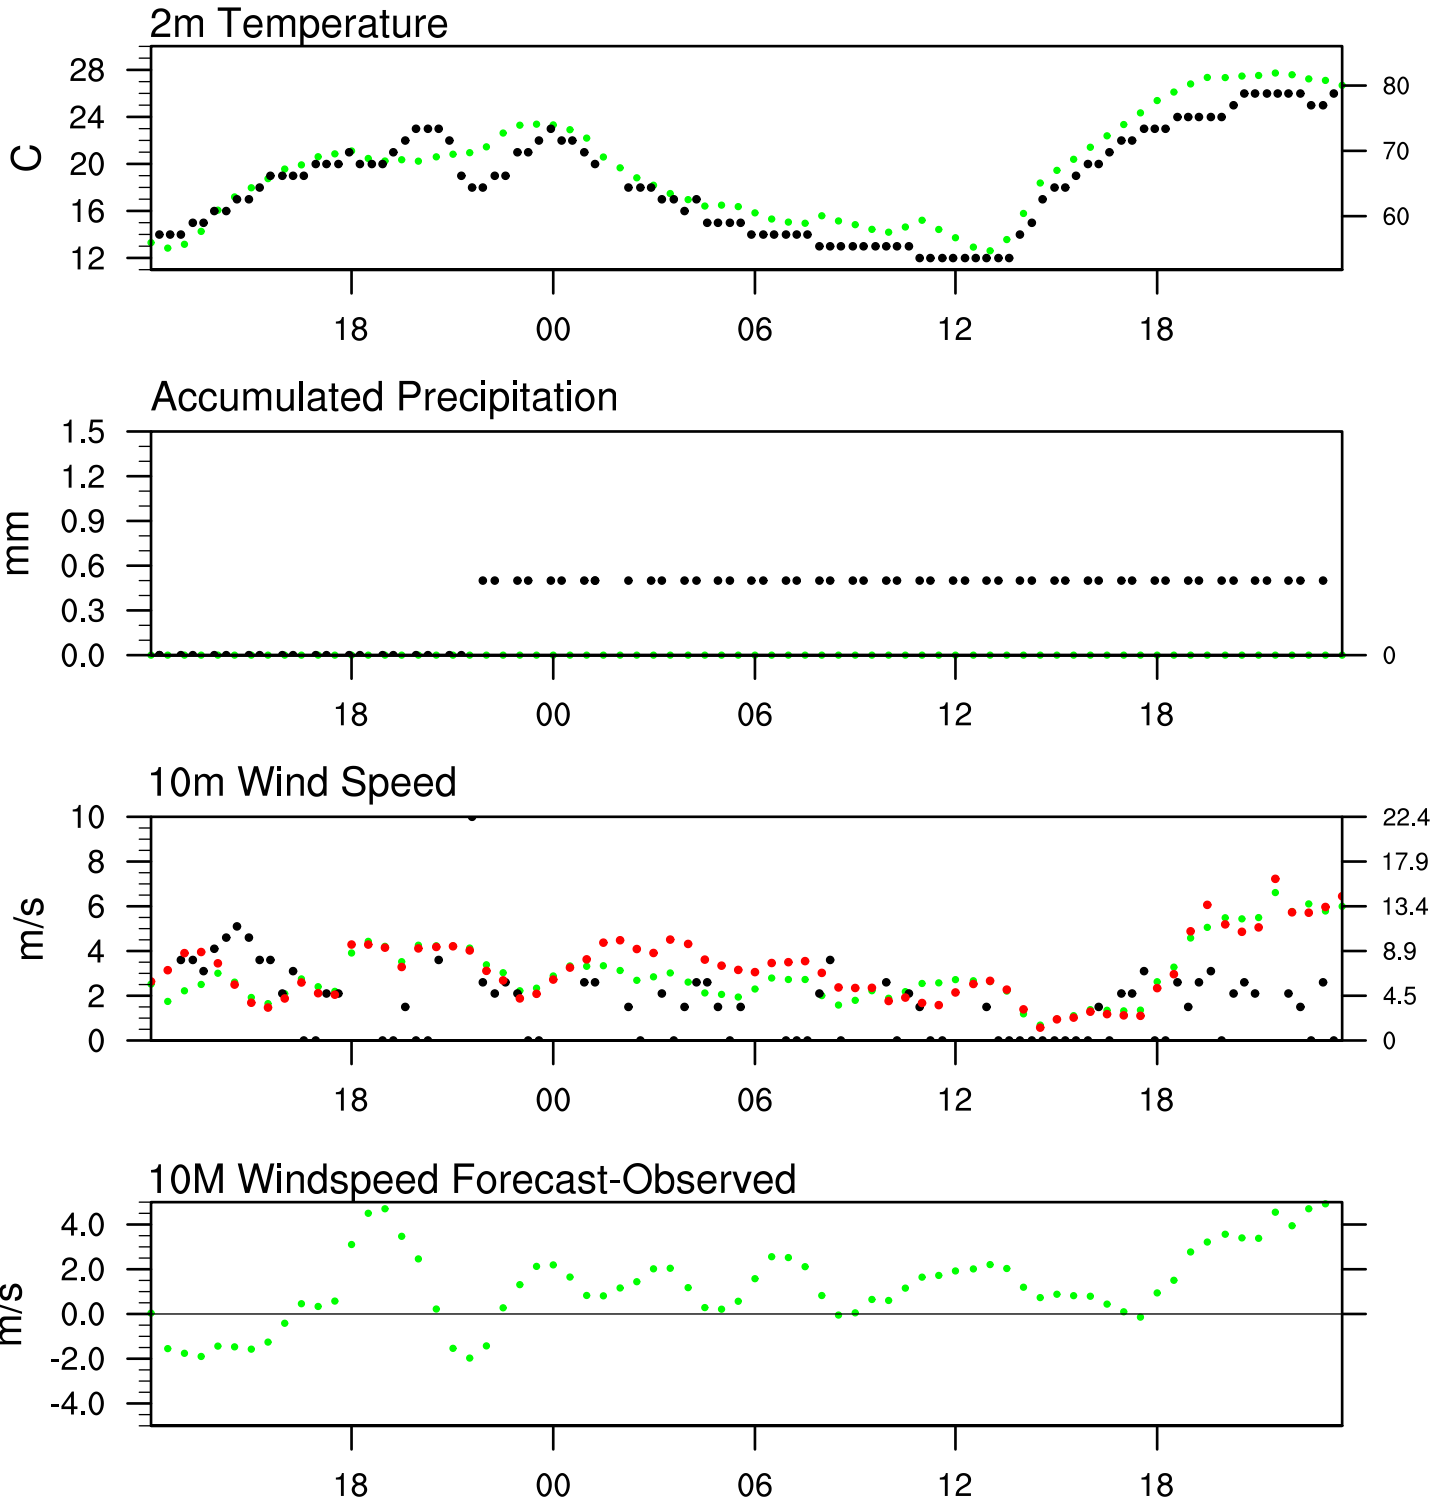 2m Temperature
28
24
20
16
12
C
80
70
60
18 00 06 12 18
Accumulated Precipitation
1.5
1.2
0.9
0.6
0.3
0.0
mm
0
18 00 06 12 18
10m Wind Speed
10
8
6
4
2
0
m/s
22.4
17.9
13.4
8.9
4.5
0
18 00 06 12 18
10M Windspeed Forecast-Observed
4.0
2.0
0.0
-2.0
-4.0
m/s
18 00 06 12 18